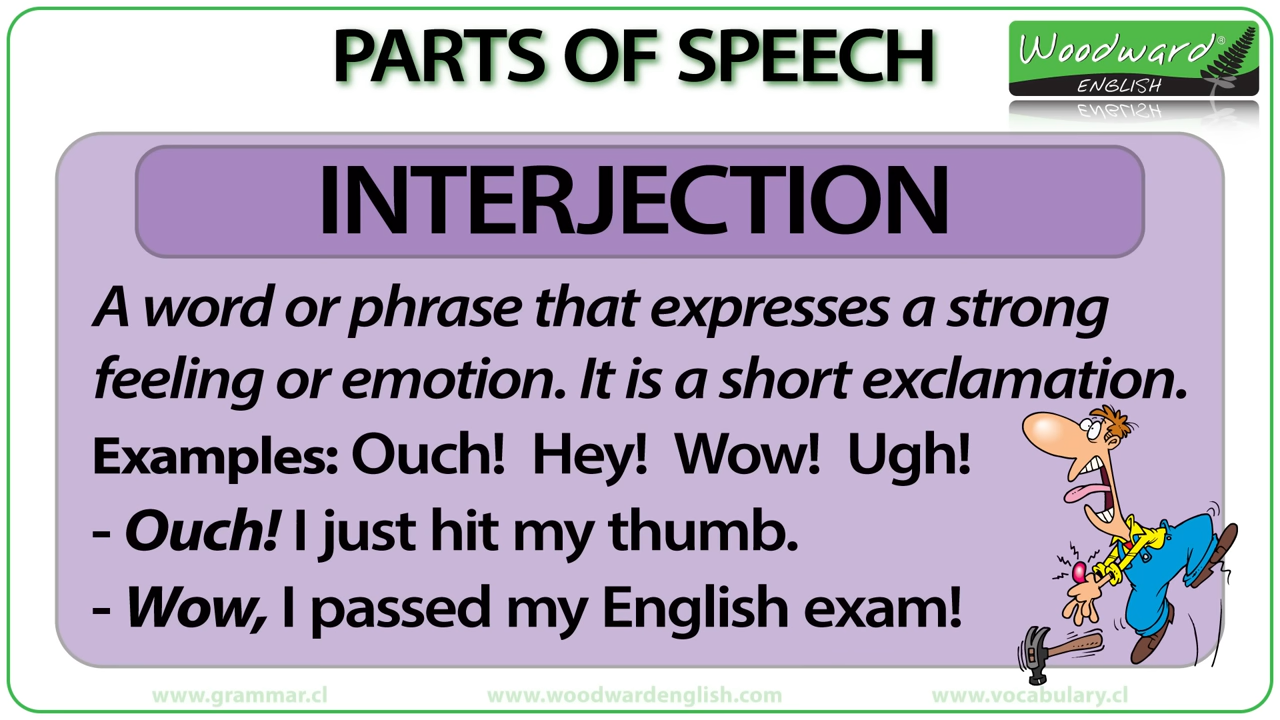 PARTS OF SPEECH
Woodward®
ENGLISH
INTERJECTION
A word or phrase that expresses a strong
feeling or emotion. It is a short exclamation.
Examples: Ouch! Hey! Wow! Ugh!
- Ouch! I just hit my thumb.
- Wow, I passed my English exam!
www.grammar.cl www.woodwardenglish.com www.vocabulary.cl